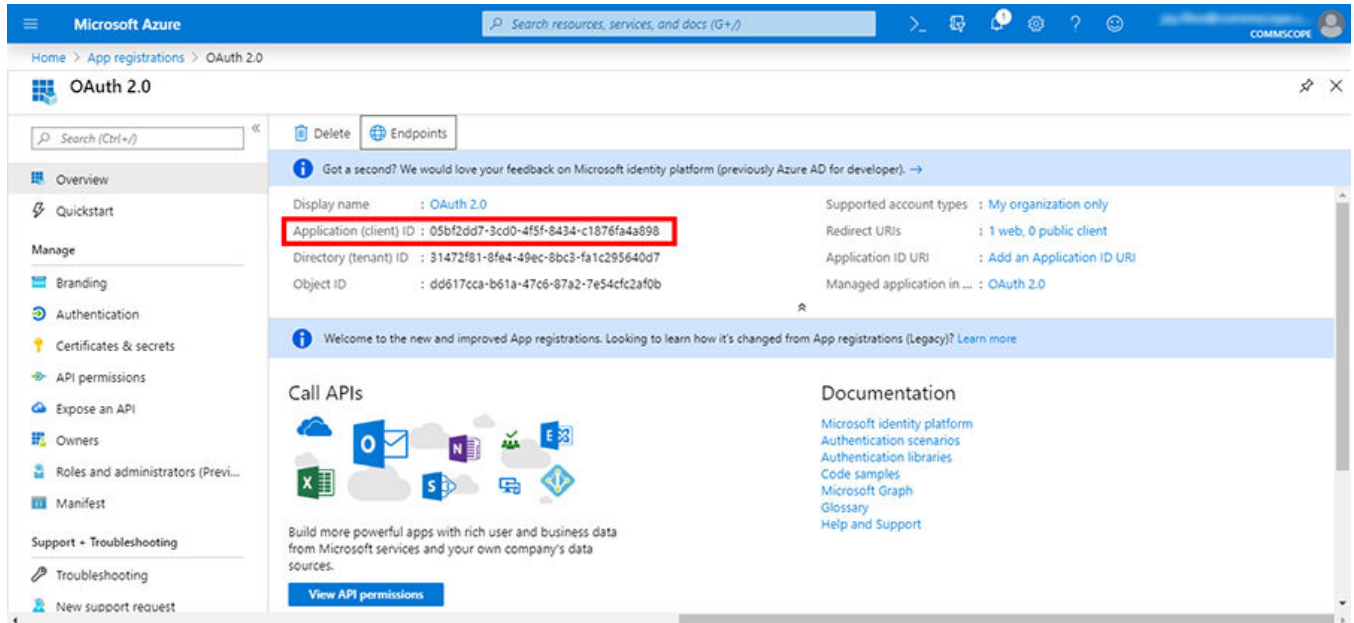 Microsoft Azure
Search resources, services, and docs (G+/)
1
COMMSCOPE
Home > App registrations > OAuth 2.0
OAuth 2.0
Search (Ctrl+/)
Delete
Endpoints
Got a second? We would love your feedback on Microsoft identity platform (previously Azure AD for developer). →
Overview
Quickstart
Manage
Branding
Authentication
Certificates & secrets
API permissions
Expose an API
Owners
Roles and administrators (Previ...
Manifest
Support + Troubleshooting
Troubleshooting
New support request
Display name : OAuth 2.0
Application (client) ID : 05bf2dd7-3cd0-4f5f-8434-c1876fa4a898
Directory (tenant) ID : 31472f81-8fe4-49ec-8bc3-fa1c295640d7
Object ID : dd617cca-b61a-47c6-87a2-7e54cfc2af0b
Supported account types : My organization only
Redirect URIs : 1 web, 0 public client
Application ID URI : Add an Application ID URI
Managed application in ... : OAuth 2.0
Welcome to the new and improved App registrations. Looking to learn how it's changed from App registrations (Legacy)? Learn more
Call APIs
Build more powerful apps with rich user and business data
from Microsoft services and your own company's data
sources.
View API permissions
Documentation
Microsoft identity platform
Authentication scenarios
Authentication libraries
Code samples
Microsoft Graph
Glossary
Help and Support